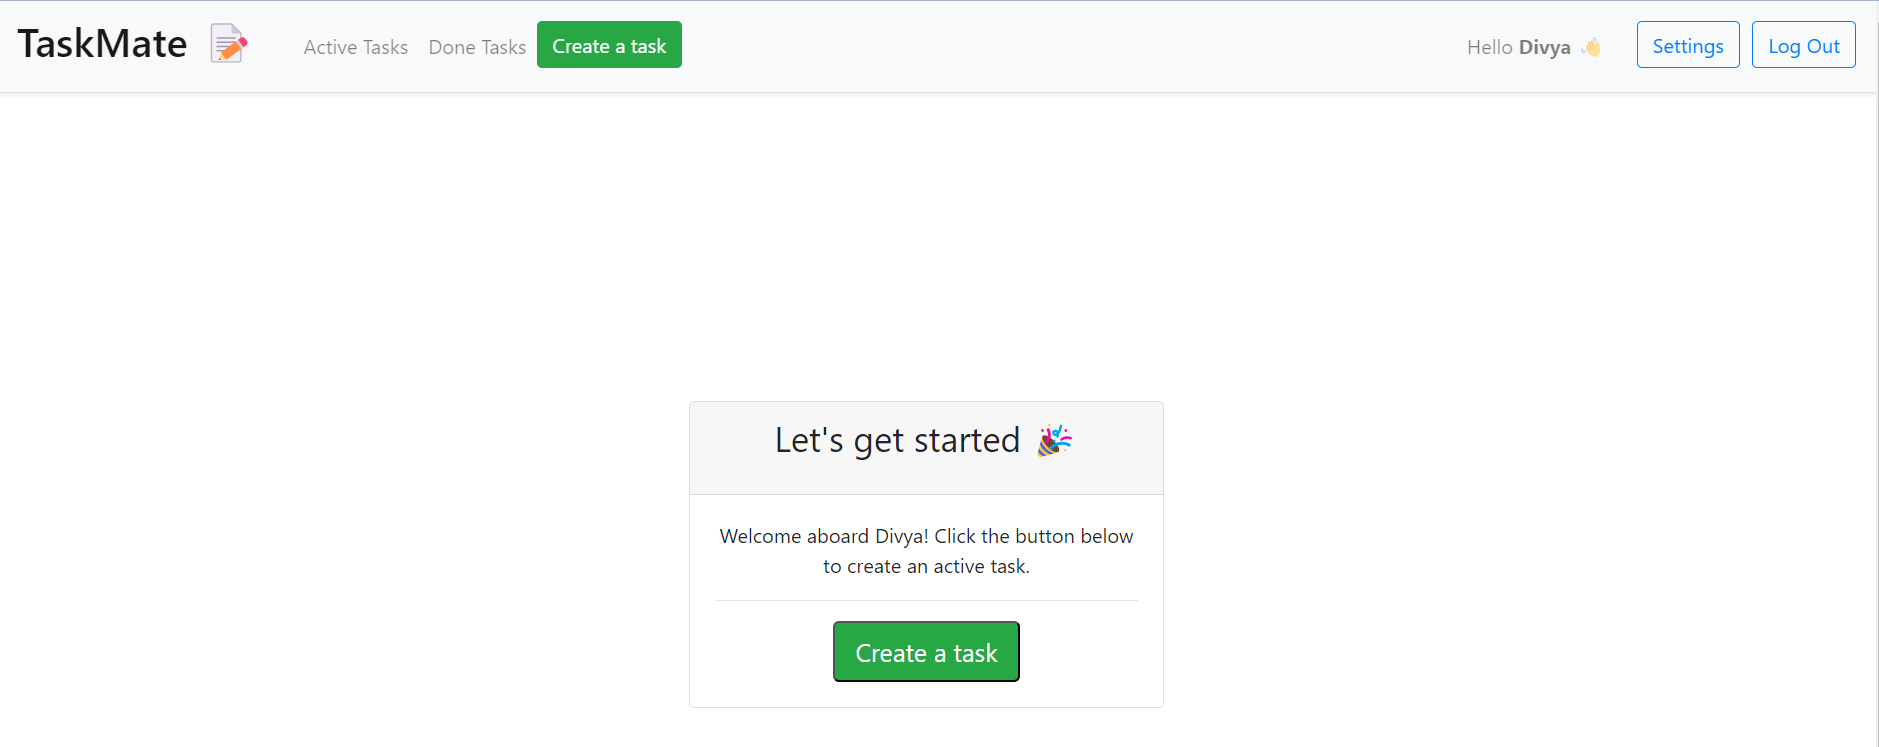 TaskMate Active Tasks Done Tasks Create a task Hello Divya Settings Log Out
Let's get started
Welcome aboard Divya! Click the button below
to create an active task.
Create a task